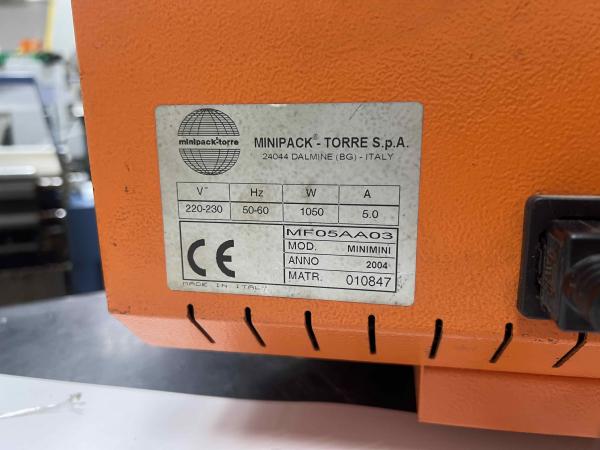 minipack-torre
MINIPACK®- TORRE S.p.A.
24044 DALMINE (BG) - ITALY
V~ Hz W A
220-230 50-60 1050 5.0
CE
MF05AA03
MOD. MINIMINI
ANNO 2004
MATR. 010847
MADE IN ITALY